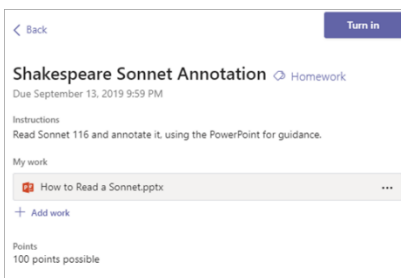 Back
Turn in
Shakespeare Sonnet Annotation Homework
Due September 13, 2019 9:59 PM
Instructions
Read Sonnet 116 and annotate it, using the PowerPoint for guidance.
My work
How to Read a Sonnet.pptx
...
+ Add work
Points
100 points possible